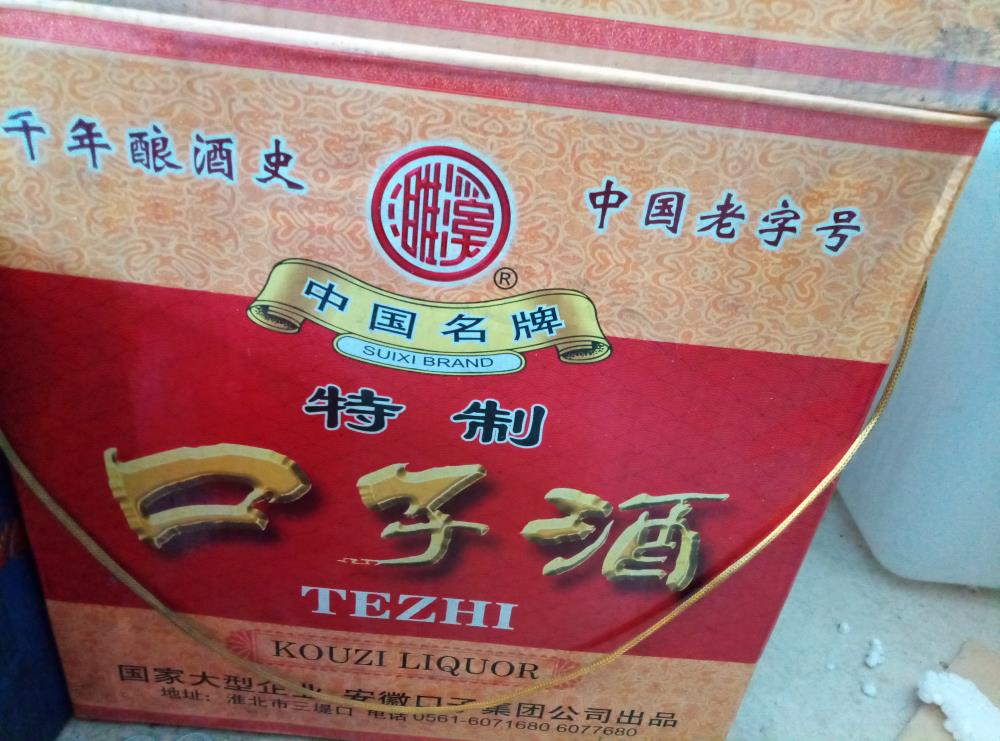 千年酿酒史
濉溪
®
中国老字号
中国名牌
SUIXI BRAND
特制
口子酒
TEZHI
KOUZI LIQUOR
国家大型企业 安徽口子集团公司出品
地址：淮北市三堤口 电话 0561-6071680 6077680